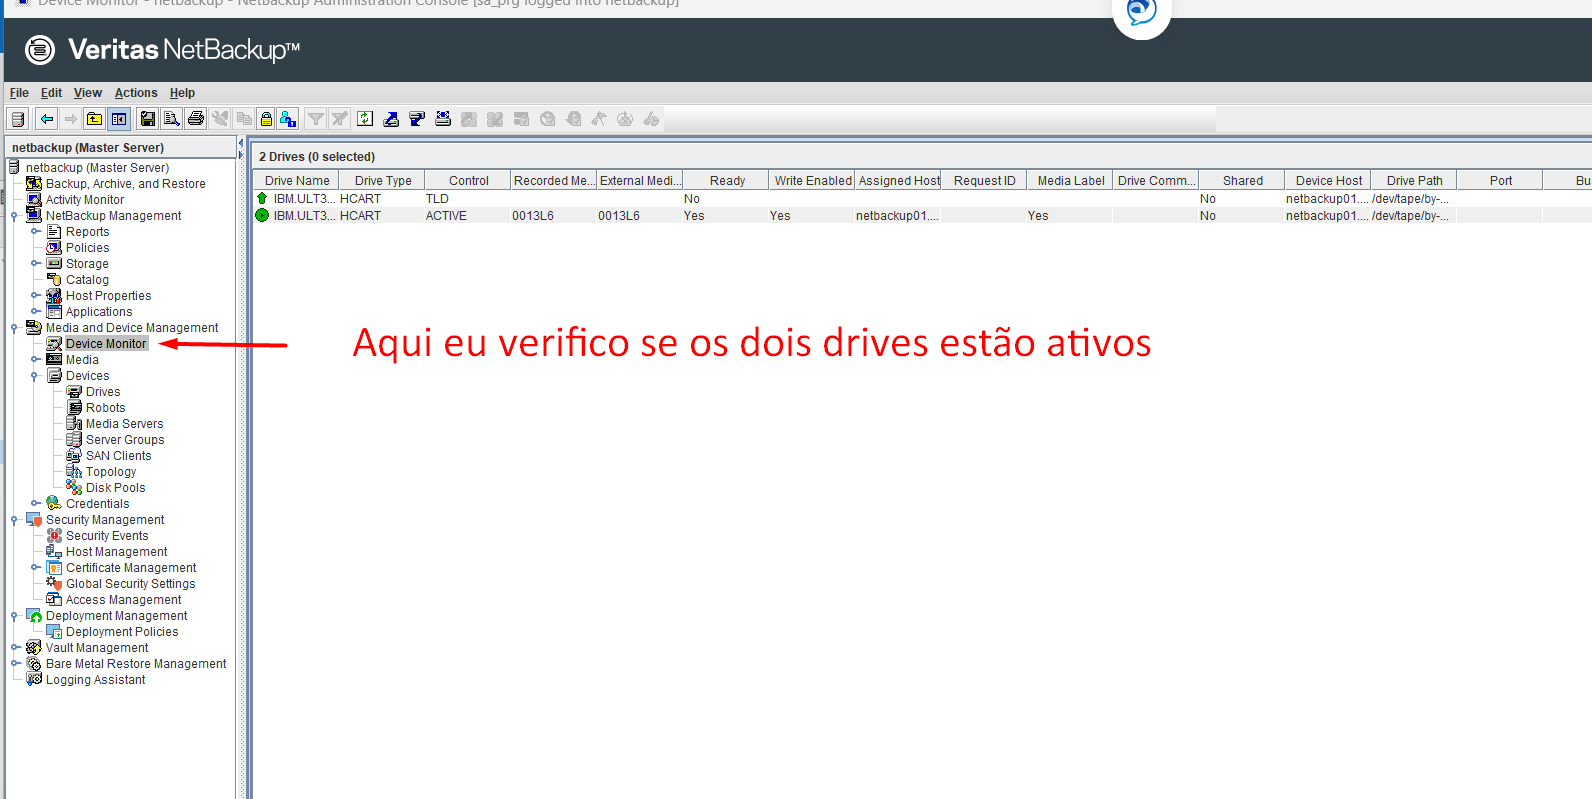 Device Monitor - netbackup - NetBackup Administration Console [sa_prg logged into netbackup]
Veritas NetBackup™
File Edit View Actions Help
netbackup (Master Server)
netbackup (Master Server)
Backup, Archive, and Restore
Activity Monitor
NetBackup Management
Reports
Policies
Storage
Catalog
Host Properties
Applications
Media and Device Management
Device Monitor
Media
Devices
Drives
Robots
Media Servers
Server Groups
SAN Clients
Topology
Disk Pools
Credentials
Security Management
Security Events
Host Management
Certificate Management
Global Security Settings
Access Management
Deployment Management
Deployment Policies
Vault Management
Bare Metal Restore Management
Logging Assistant
2 Drives (0 selected)
Drive Name Drive Type Control Recorded Me... External Medi... Ready Write Enabled Assigned Host Request ID Media Label Drive Comm... Shared Device Host Drive Path Port Bu
IBM.ULT3... HCART TLD No No netbackup01.... /dev/tape/by-...
IBM.ULT3... HCART ACTIVE 0013L6 0013L6 Yes Yes netbackup01.... Yes No netbackup01.... /dev/tape/by-...
Aqui eu verifico se os dois drives estão ativos